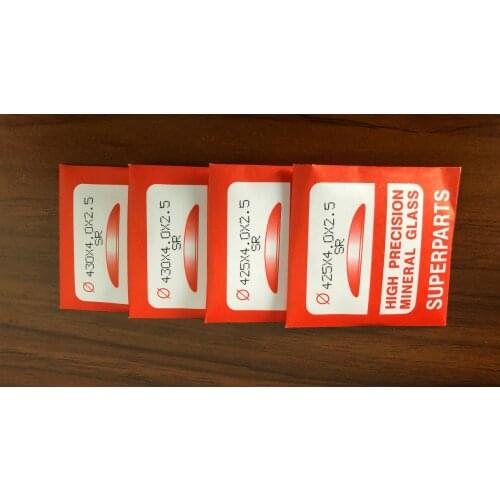 Ø 430X4.0X2.5
SR
Ø 430X4.0X2.5
SR
Ø 425X4.0X2.5
SR
Ø 425X4.0X2.5
SR
HIGH PRECISION
MINERAL GLASS
SUPERPARTS